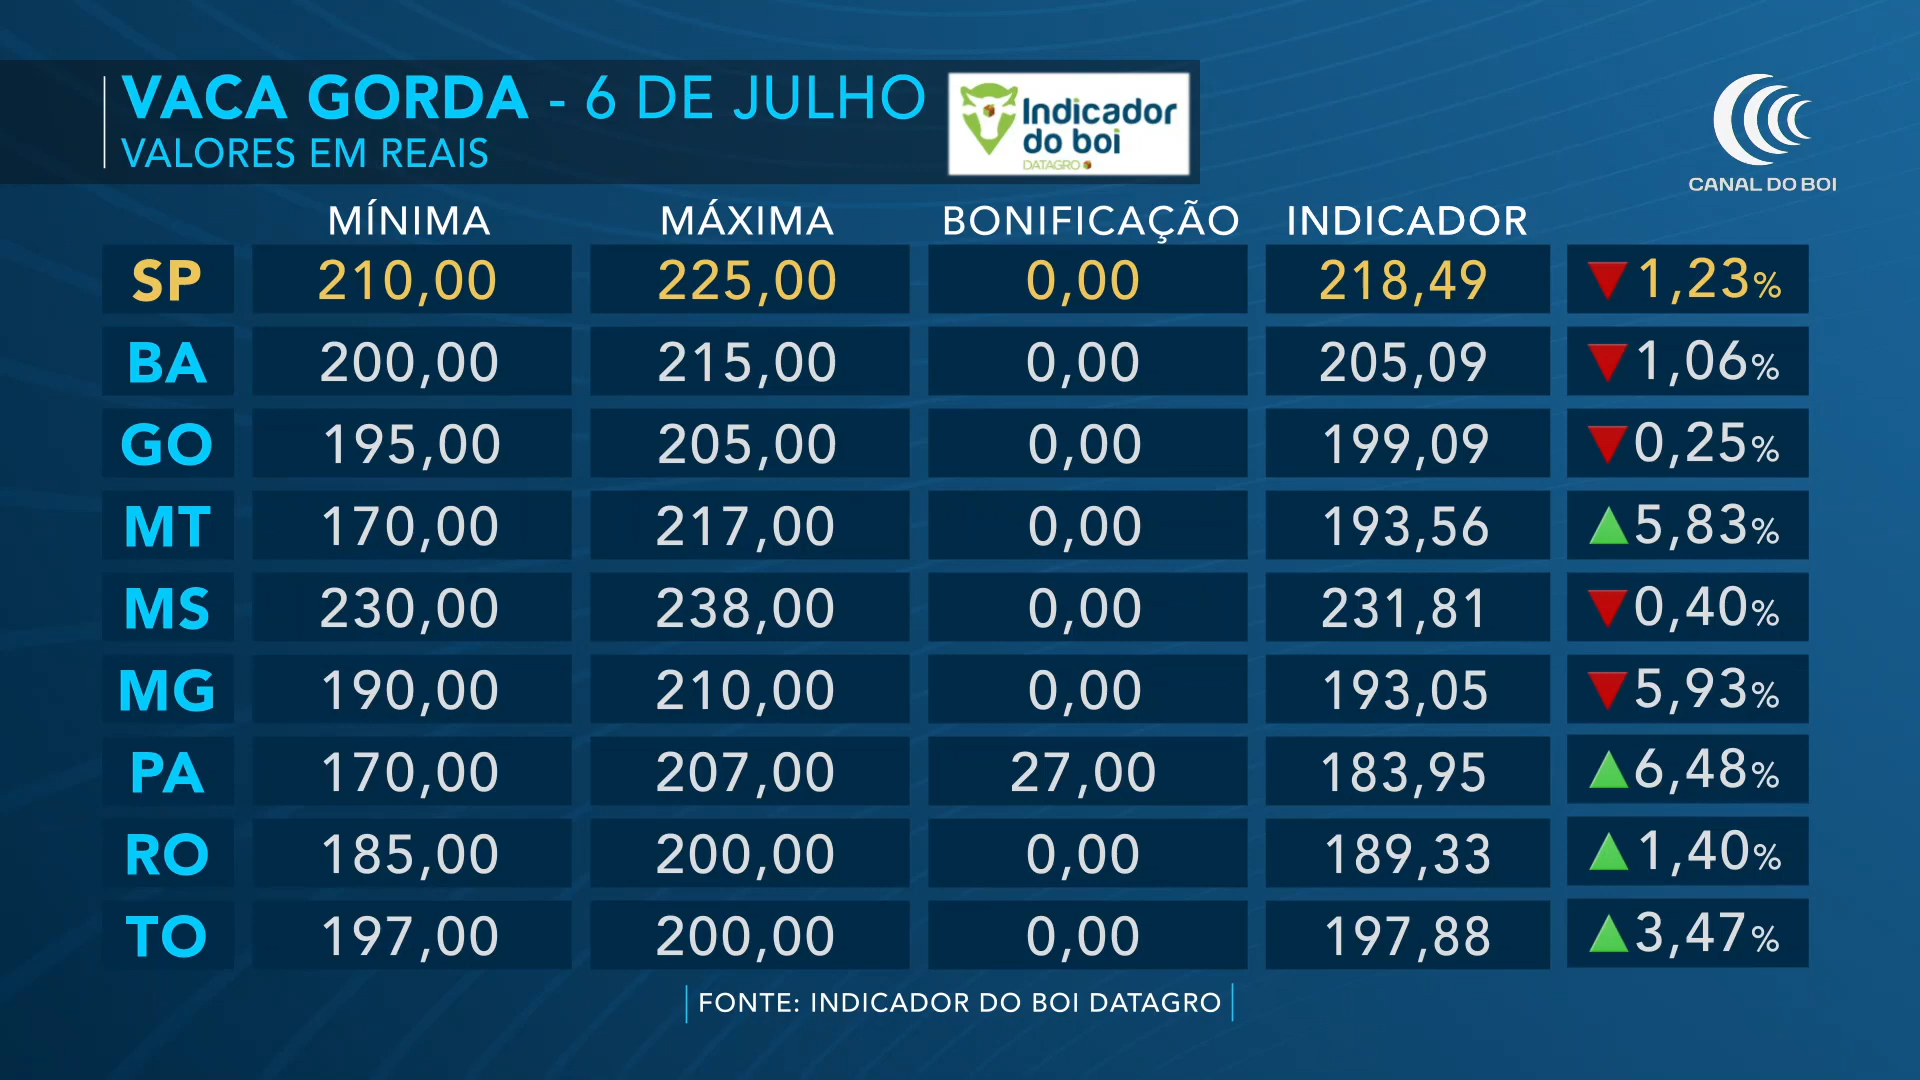 VACA GORDA - 6 DE JULHO
VALORES EM REAIS
Indicador
do boi
DATAGRO
CANAL DO BOI
MÍNIMA MÁXIMA BONIFICAÇÃO INDICADOR
SP 210,00 225,00 0,00 218,49 1,23%
BA 200,00 215,00 0,00 205,09 1,06%
GO 195,00 205,00 0,00 199,09 0,25%
MT 170,00 217,00 0,00 193,56 5,83%
MS 230,00 238,00 0,00 231,81 0,40%
MG 190,00 210,00 0,00 193,05 5,93%
PA 170,00 207,00 27,00 183,95 6,48%
RO 185,00 200,00 0,00 189,33 1,40%
TO 197,00 200,00 0,00 197,88 3,47%
FONTE: INDICADOR DO BOI DATAGRO